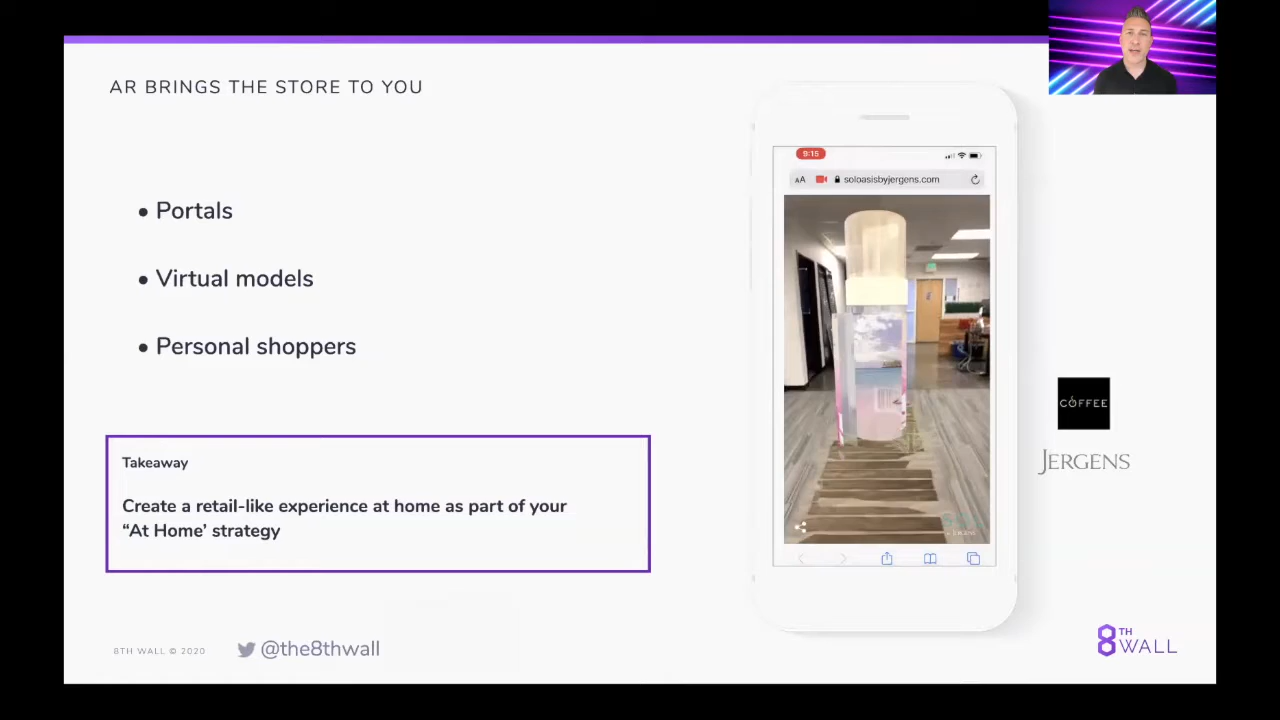 AR BRINGS THE STORE TO YOU
• Portals
• Virtual models
• Personal shoppers
Takeaway
Create a retail-like experience at home as part of your
“At Home’ strategy
8TH WALL © 2020
@the8thwall
9:15
AA
soloasisbyjergens.com
COFFEE
JERGENS
8TH WALL